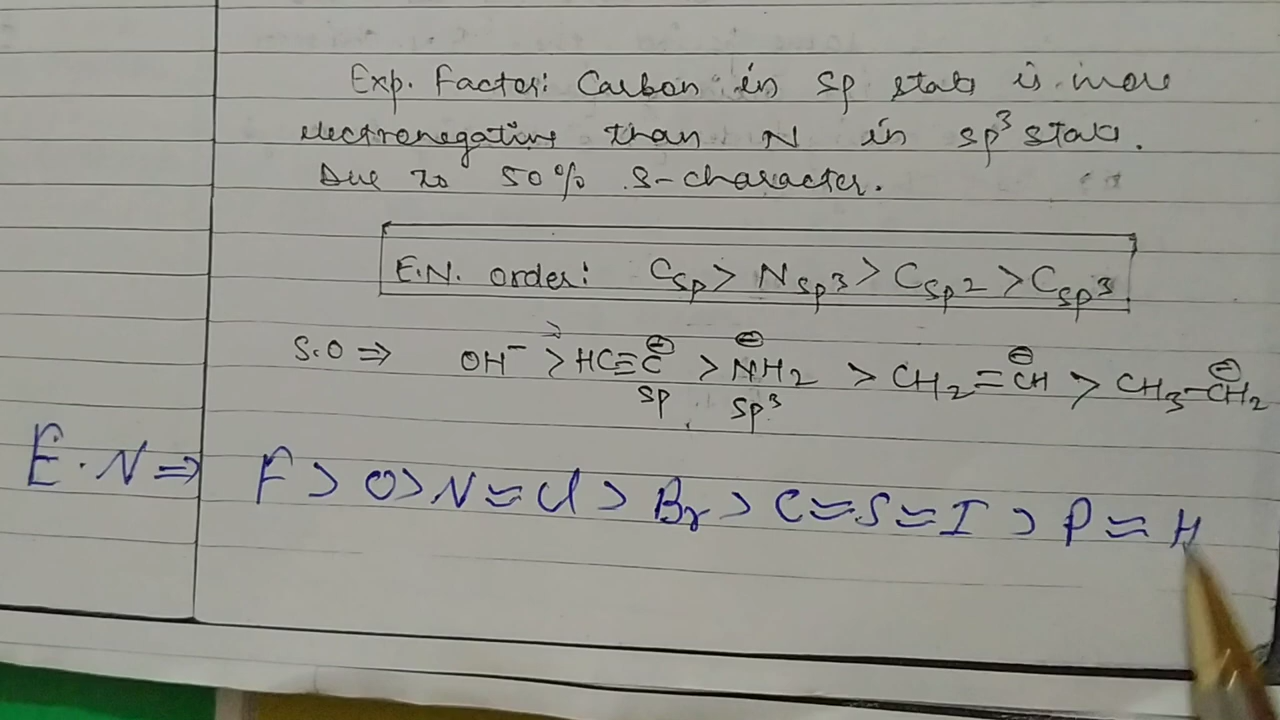 Exp. Factor: Carbon in sp state is more
electronegative than N in sp³ state.
Due to 50% s-character.
E.N. order: Csp > Nsp3 > Csp2 > Csp3
S.O ⇒ OH⁻ > HC≡C⊖ > N⊖H2 > CH2=C⊖H > CH3-C⊖H2
sp sp³
E.N ⇒ F > O > N ≈ Cl > Br > C = S = I > P ≈ H